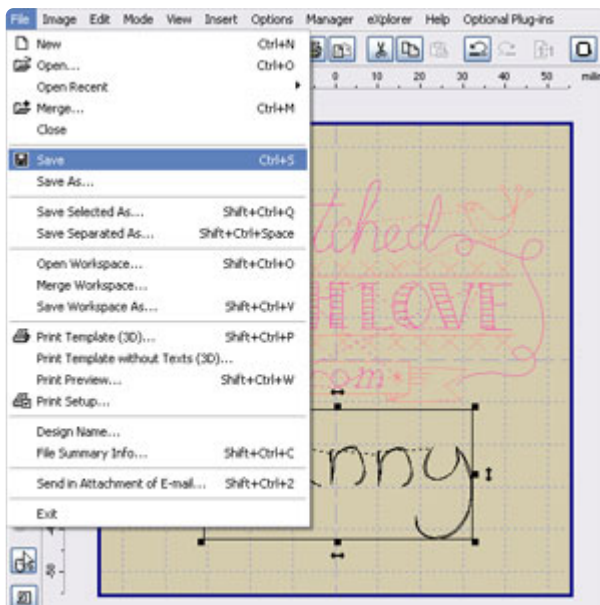 File Image Edit Mode View Insert Options Manager eXplorer Help Optional Plug-ins
New Ctrl+N
Open... Ctrl+O
Open Recent
Merge... Ctrl+M
Close
Save Ctrl+S
Save As...
Save Selected As... Shift+Ctrl+Q
Save Separated As... Shift+Ctrl+Space
Open Workspace... Shift+Ctrl+O
Merge Workspace...
Save Workspace As... Shift+Ctrl+V
Print Template (3D)... Shift+Ctrl+P
Print Template without Texts (3D)...
Print Preview... Shift+Ctrl+W
Print Setup...
Design Name...
File Summary Info... Shift+Ctrl+C
Send in Attachment of E-mail... Shift+Ctrl+2
Exit
0 10 20 30 40 50
tched
H LOVE
om
nny